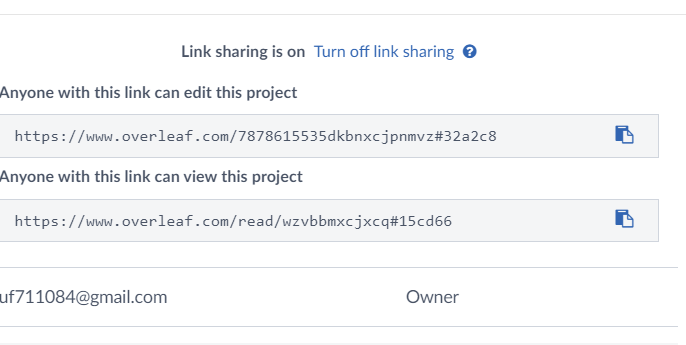 Link sharing is on Turn off link sharing
Anyone with this link can edit this project
https://www.overleaf.com/7878615535dkbnxcjpnmvz#32a2c8
Anyone with this link can view this project
https://www.overleaf.com/read/wzvbbmxcjxcq#15cd66
uf711084@gmail.com Owner